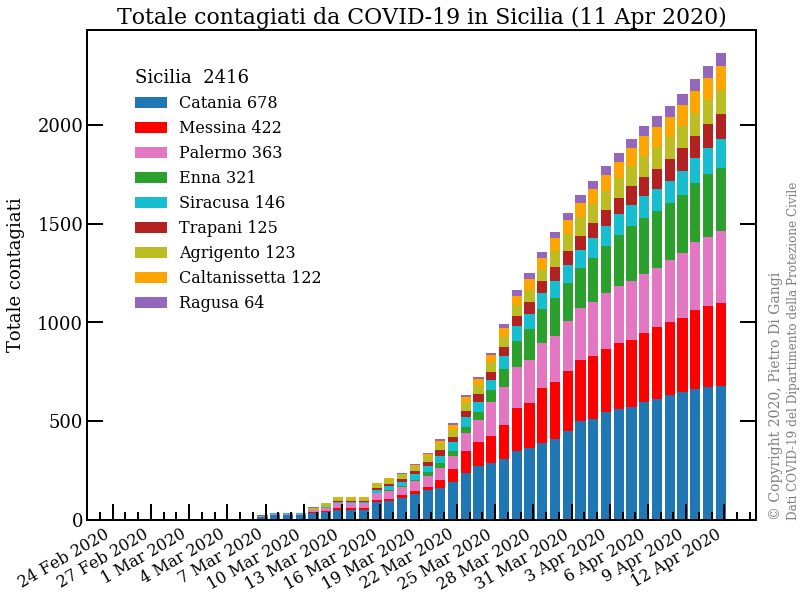 Totale contagiati da COVID-19 in Sicilia (11 Apr 2020)
Sicilia 2416
Catania 678
Messina 422
Palermo 363
Enna 321
Siracusa 146
Trapani 125
Agrigento 123
Caltanissetta 122
Ragusa 64
Totale contagiati
2000
1500
1000
500
0
24 Feb 2020
27 Feb 2020
1 Mar 2020
4 Mar 2020
7 Mar 2020
10 Mar 2020
13 Mar 2020
16 Mar 2020
19 Mar 2020
22 Mar 2020
25 Mar 2020
28 Mar 2020
31 Mar 2020
3 Apr 2020
6 Apr 2020
9 Apr 2020
12 Apr 2020
© Copyright 2020, Pietro Di Gangi
Dati COVID-19 del Dipartimento della Protezione Civile